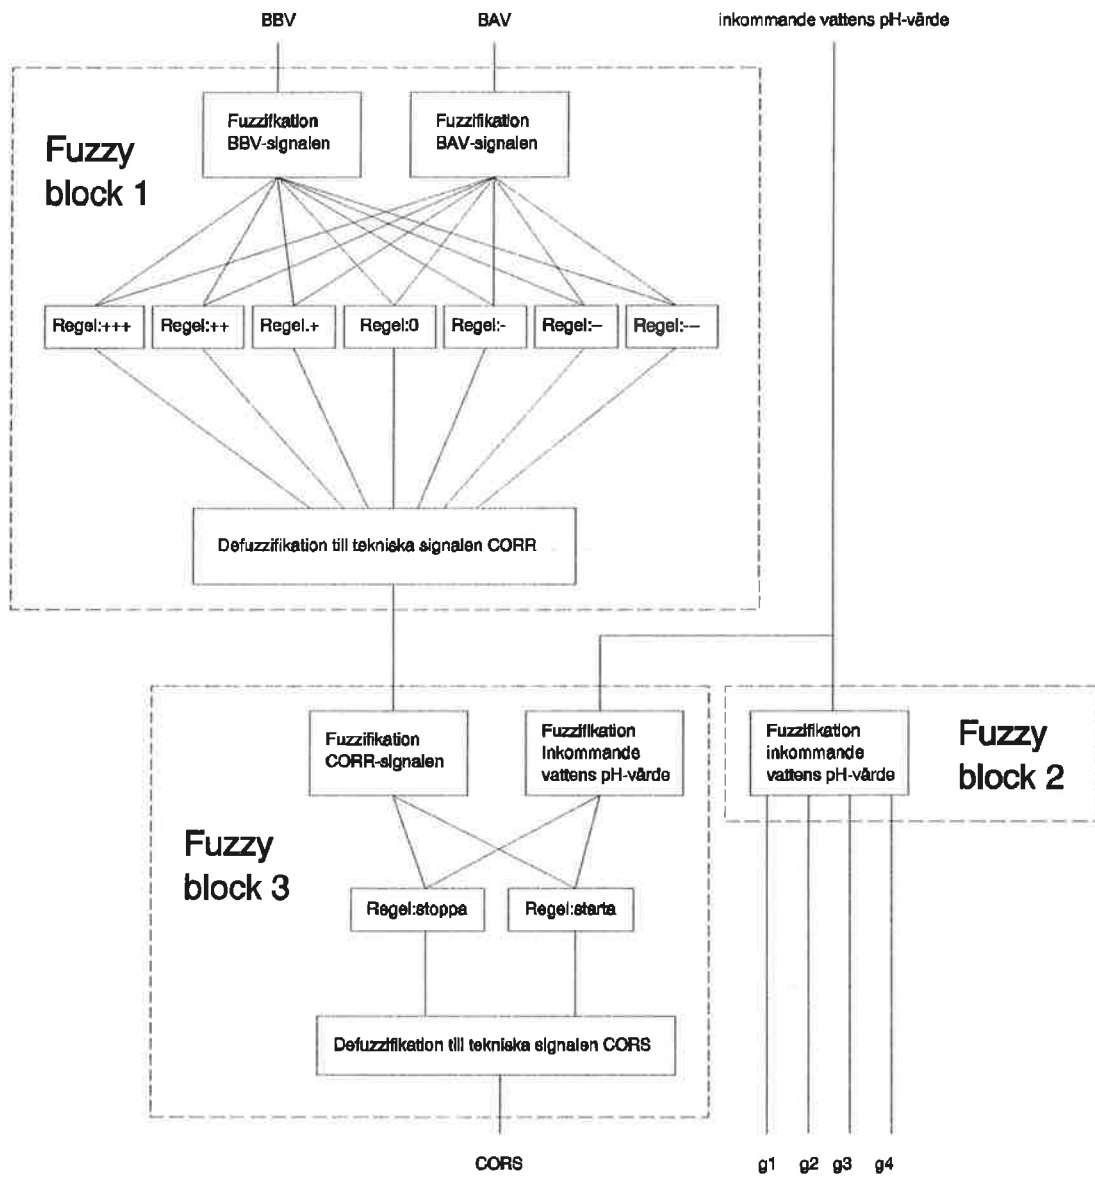 BBV
BAV
inkommande vattens pH-värde
Fuzzy
block 1
Fuzzifikation
BBV-signalen
Fuzzifikation
BAV-signalen
Regel:+++
Regel:++
Regel.+
Regel:0
Regel:-
Regel:--
Regel:---
Defuzzifikation till tekniska signalen CORR
Fuzzifikation
CORR-signalen
Fuzzifikation
Inkommande
vattens pH-värde
Fuzzifikation
inkommande
vattens pH-värde
Fuzzy
block 2
Fuzzy
block 3
Regel:stoppa
Regel:starta
Defuzzifikation till tekniska signalen CORS
CORS
g1
g2
g3
g4